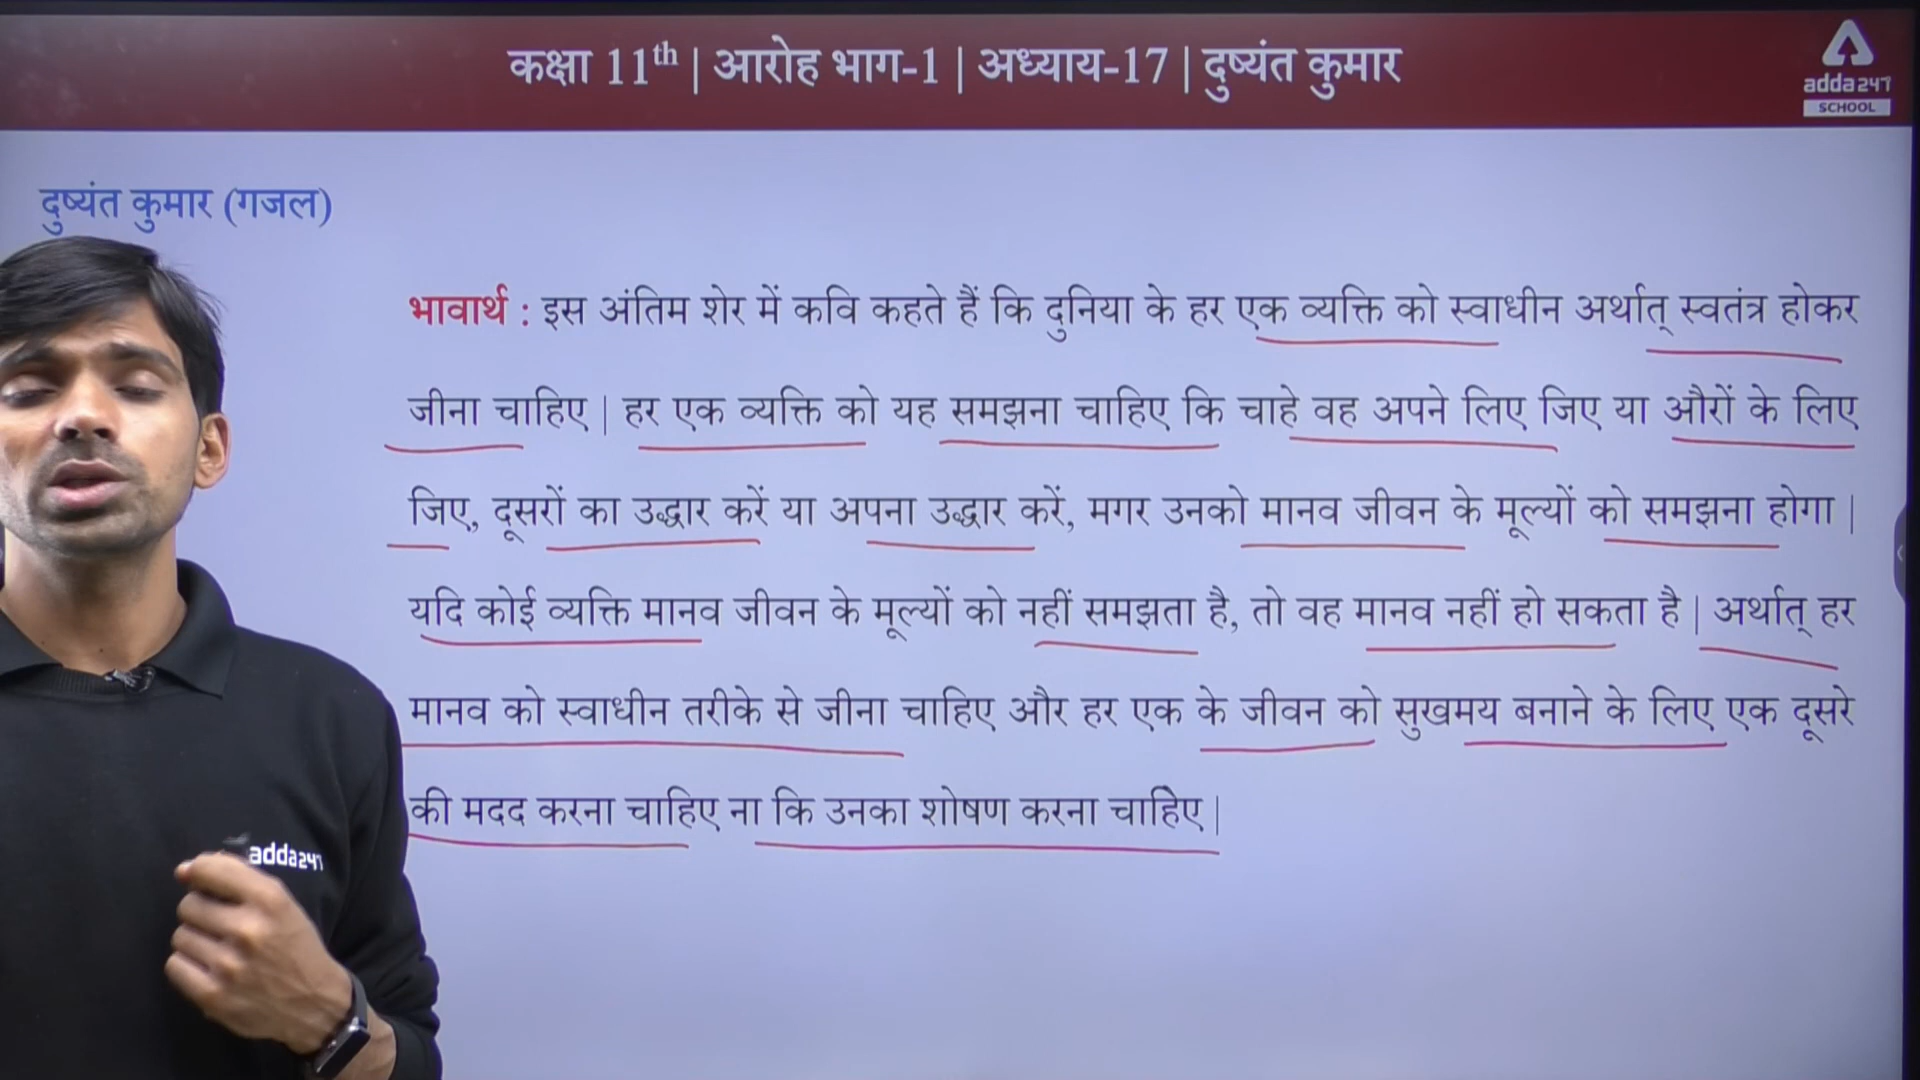 कक्षा 11th | आरोह भाग-1 | अध्याय-17 | दुष्यंत कुमार
adda247
SCHOOL
दुष्यंत कुमार (गजल)
भावार्थ : इस अंतिम शेर में कवि कहते हैं कि दुनिया के हर एक व्यक्ति को स्वाधीन अर्थात् स्वतंत्र होकर
जीना चाहिए | हर एक व्यक्ति को यह समझना चाहिए कि चाहे वह अपने लिए जिए या औरों के लिए
जिए, दूसरों का उद्धार करें या अपना उद्धार करें, मगर उनको मानव जीवन के मूल्यों को समझना होगा |
यदि कोई व्यक्ति मानव जीवन के मूल्यों को नहीं समझता है, तो वह मानव नहीं हो सकता है | अर्थात् हर
मानव को स्वाधीन तरीके से जीना चाहिए और हर एक के जीवन को सुखमय बनाने के लिए एक दूसरे
की मदद करना चाहिए ना कि उनका शोषण करना चाहिए |
adda247